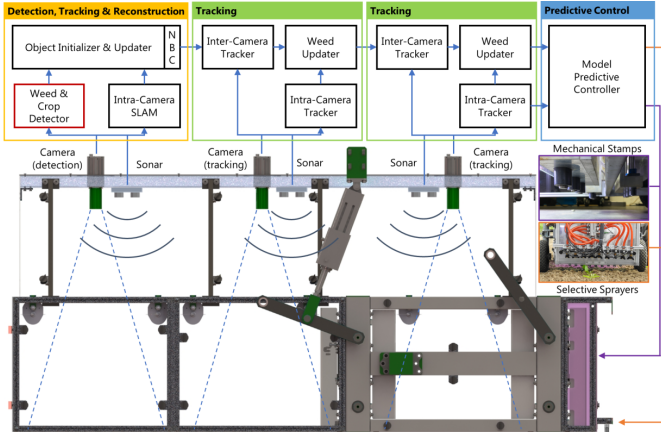 Detection, Tracking & Reconstruction
Object Initializer & Updater
N
B
C
Weed &
Crop
Detector
Intra-Camera
SLAM
Tracking
Inter-Camera
Tracker
Weed
Updater
Intra-Camera
Tracker
Tracking
Inter-Camera
Tracker
Weed
Updater
Intra-Camera
Tracker
Predictive Control
Model
Predictive
Controller
Camera
(detection)
Sonar
Camera
(tracking)
Sonar
Sonar
Camera
(tracking)
Mechanical Stamps
Selective Sprayers